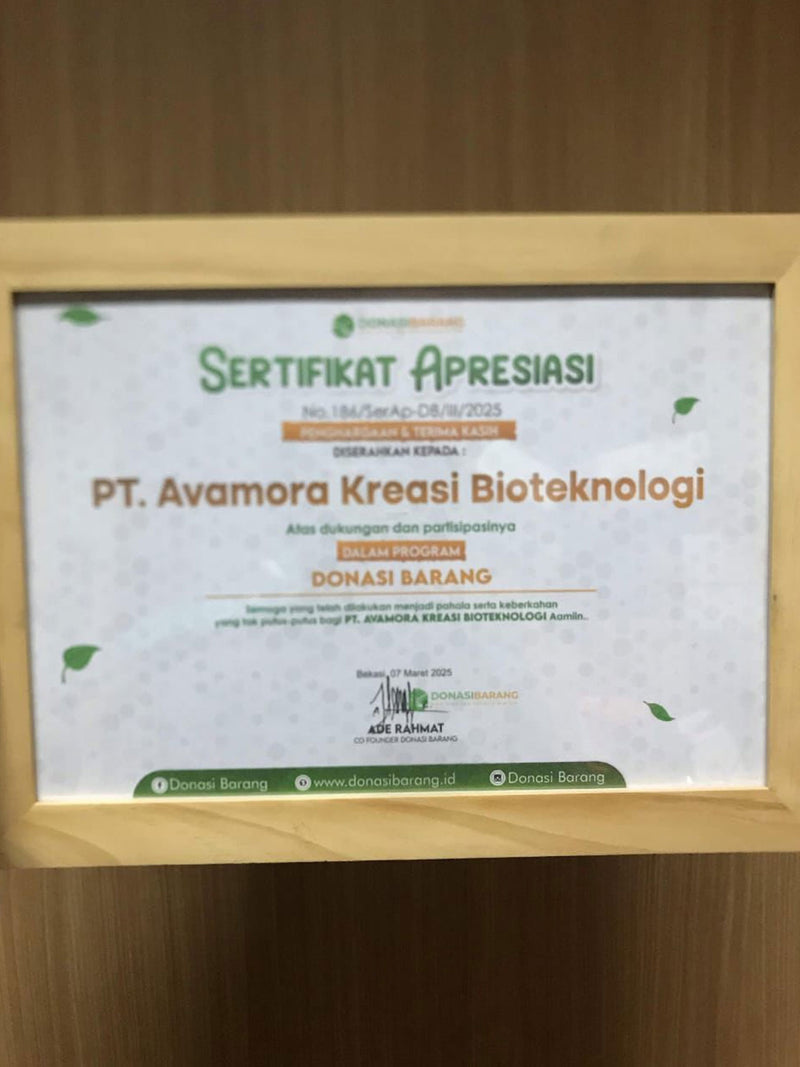 DONASIBARANG
SERTIFIKAT APRESIASI
No.186/SerAp-DB/III/2025
PENGHARGAAN & TERIMA KASIH
DISERAHKAN KEPADA :
PT. Avamora Kreasi Bioteknologi
Atas dukungan dan partisipasinya
DALAM PROGRAM
DONASI BARANG
Semoga yang telah dilakukan menjadi pahala serta keberkahan
yang tak putus-putus bagi PT. AVAMORA KREASI BIOTEKNOLOGI Aamiin..
Bekasi, 07 Maret 2025
DONASIBARANG
ADE RAHMAT
CO FOUNDER DONASI BARANG
Donasi Barang
www.donasibarang.id
Donasi Barang